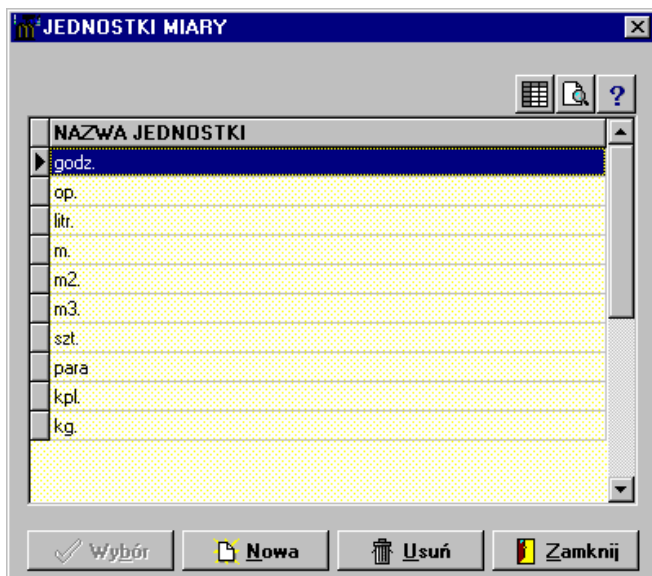 JEDNOSTKI MIARY
?
NAZWA JEDNOSTKI
godz.
op.
litr.
m.
m2.
m3.
szt.
para
kpl.
kg.
Wybór Nowa Usuń Zamknij